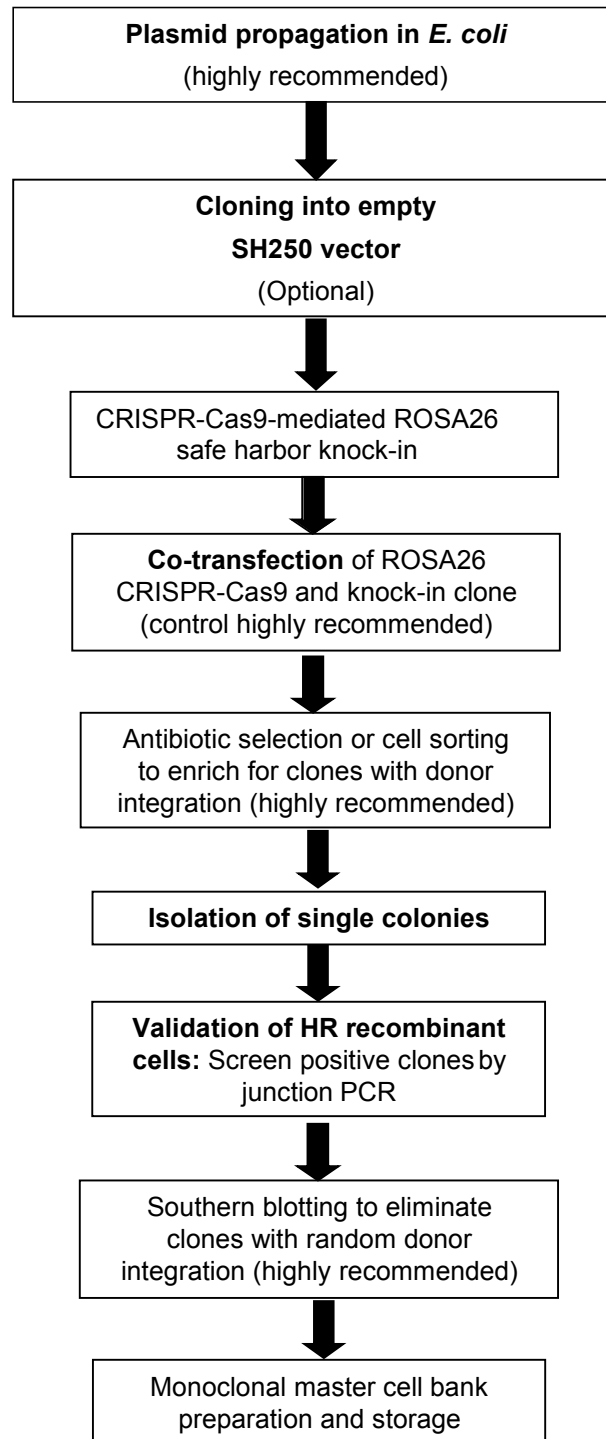 Plasmid propagation in E. coli
(highly recommended)
Cloning into empty
SH250 vector
(Optional)
CRISPR-Cas9-mediated ROSA26
safe harbor knock-in
Co-transfection of ROSA26
CRISPR-Cas9 and knock-in clone
(control highly recommended)
Antibiotic selection or cell sorting
to enrich for clones with donor
integration (highly recommended)
Isolation of single colonies
Validation of HR recombinant
cells: Screen positive clones by
junction PCR
Southern blotting to eliminate
clones with random donor
integration (highly recommended)
Monoclonal master cell bank
preparation and storage